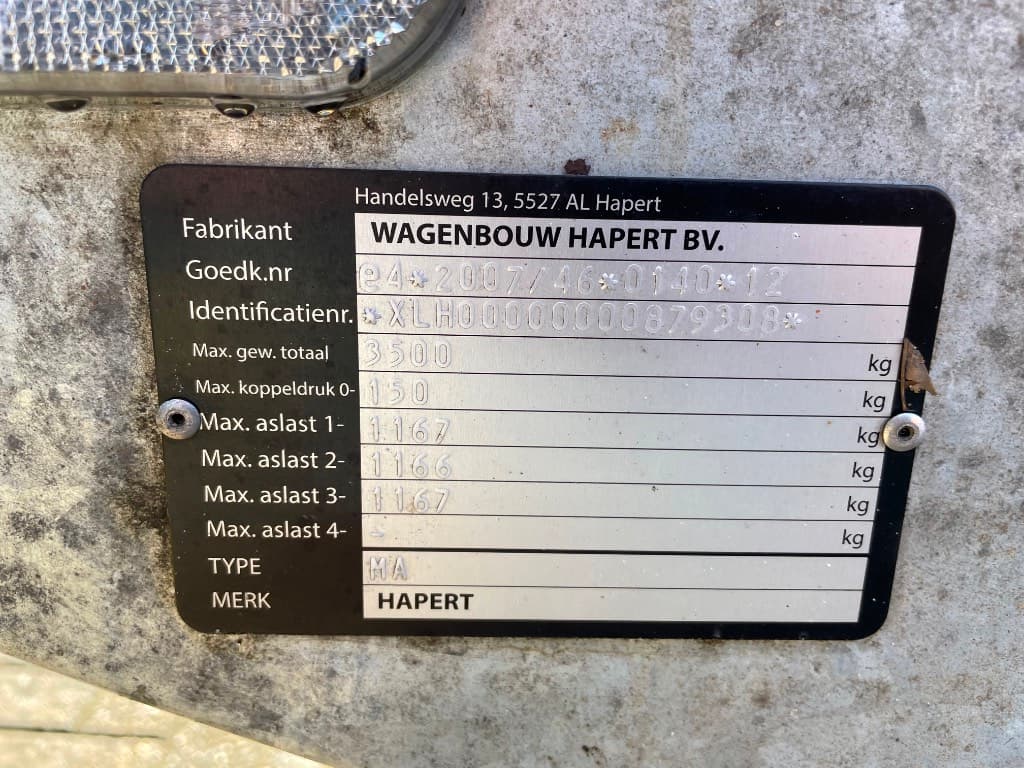 Handelsweg 13, 5527 AL Hapert
Fabrikant WAGENBOUW HAPERT BV.
Goedk.nr e4*2007/46*0140*12
Identificatienr. *XLH00000000879308*
Max. gew. totaal 3500 kg
Max. koppeldruk 0- 150 kg
Max. aslast 1- 1167 kg
Max. aslast 2- 1166 kg
Max. aslast 3- 1167 kg
Max. aslast 4- - kg
TYPE MA
MERK HAPERT